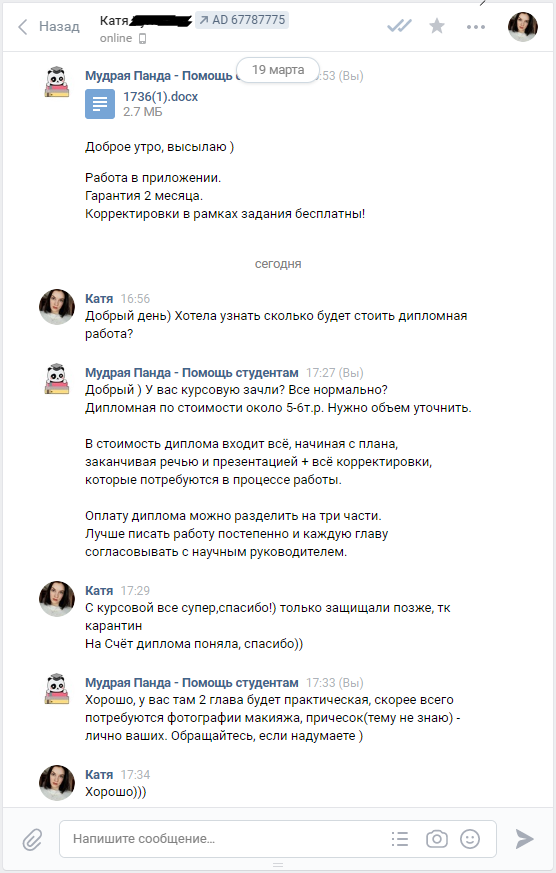 Назад
Катя
AD 67787775
online
19 марта
Мудрая Панда - Помощь :53 (Вы)
1736(1).docx
2.7 МБ
Доброе утро, высылаю )
Работа в приложении.
Гарантия 2 месяца.
Корректировки в рамках задания бесплатны!
сегодня
Катя 16:56
Добрый день) Хотела узнать сколько будет стоить дипломная
работа?
Мудрая Панда - Помощь студентам 17:27 (Вы)
Добрый ) У вас курсовую зачли? Все нормально?
Дипломная по стоимости около 5-6т.р. Нужно объем уточнить.
В стоимость диплома входит всё, начиная с плана,
заканчивая речью и презентацией + всё корректировки,
которые потребуются в процессе работы.
Оплату диплома можно разделить на три части.
Лучше писать работу постепенно и каждую главу
согласовывать с научным руководителем.
Катя 17:29
С курсовой все супер,спасибо!) только защищали позже, тк
карантин
На Счёт диплома поняла, спасибо))
Мудрая Панда - Помощь студентам 17:33 (Вы)
Хорошо, у вас там 2 глава будет практическая, скорее всего
потребуются фотографии макияжа, причесок(тему не знаю) -
лично ваших. Обращайтесь, если надумаете )
Катя 17:34
Хорошо)))
Напишите сообщение...